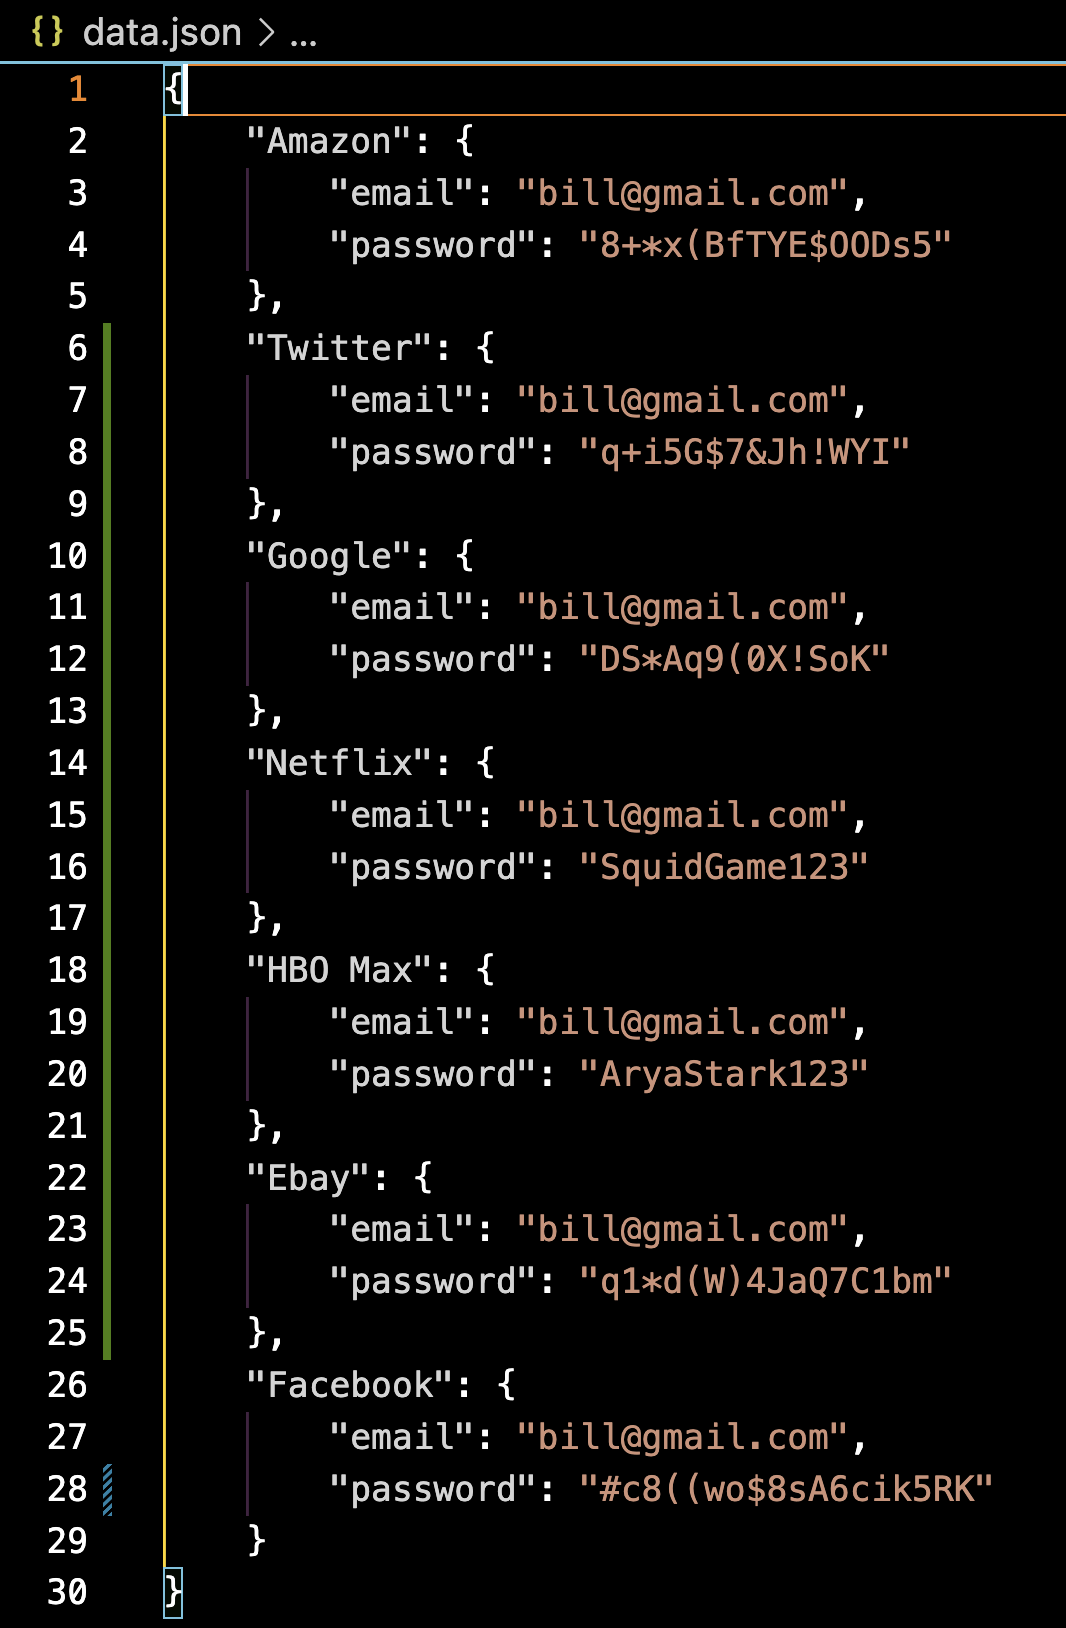 {} data.json > ...
1 {
2 "Amazon": {
3 "email": "bill@gmail.com",
4 "password": "8+*x(BfTYE$OODs5"
5 },
6 "Twitter": {
7 "email": "bill@gmail.com",
8 "password": "q+i5G$7&Jh!WYI"
9 },
10 "Google": {
11 "email": "bill@gmail.com",
12 "password": "DS*Aq9(0X!SoK"
13 },
14 "Netflix": {
15 "email": "bill@gmail.com",
16 "password": "SquidGame123"
17 },
18 "HBO Max": {
19 "email": "bill@gmail.com",
20 "password": "AryaStark123"
21 },
22 "Ebay": {
23 "email": "bill@gmail.com",
24 "password": "q1*d(W)4JaQ7C1bm"
25 },
26 "Facebook": {
27 "email": "bill@gmail.com",
28 "password": "#c8((wo$8sA6cik5RK"
29 }
30 }